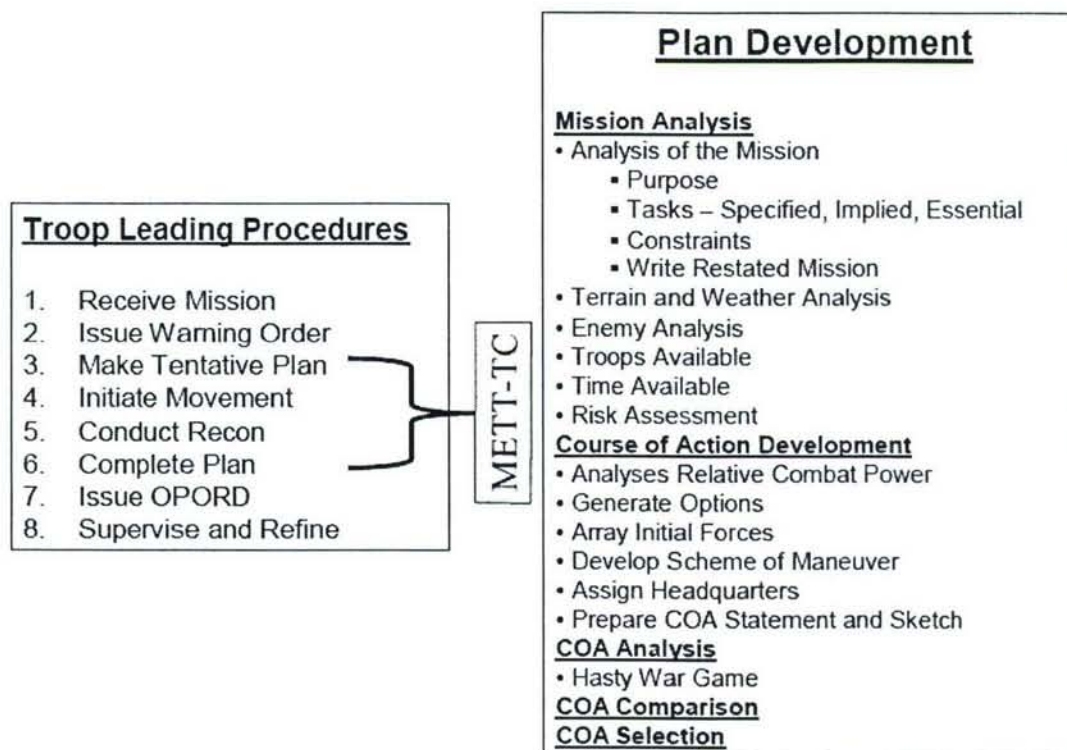 Troop Leading Procedures
1. Receive Mission
2. Issue Warning Order
3. Make Tentative Plan
4. Initiate Movement
5. Conduct Recon
6. Complete Plan
7. Issue OPORD
8. Supervise and Refine
METT-TC
Plan Development
Mission Analysis
• Analysis of the Mission
▪ Purpose
▪ Tasks – Specified, Implied, Essential
▪ Constraints
▪ Write Restated Mission
• Terrain and Weather Analysis
• Enemy Analysis
• Troops Available
• Time Available
• Risk Assessment
Course of Action Development
• Analyses Relative Combat Power
• Generate Options
• Array Initial Forces
• Develop Scheme of Maneuver
• Assign Headquarters
• Prepare COA Statement and Sketch
COA Analysis
• Hasty War Game
COA Comparison
COA Selection